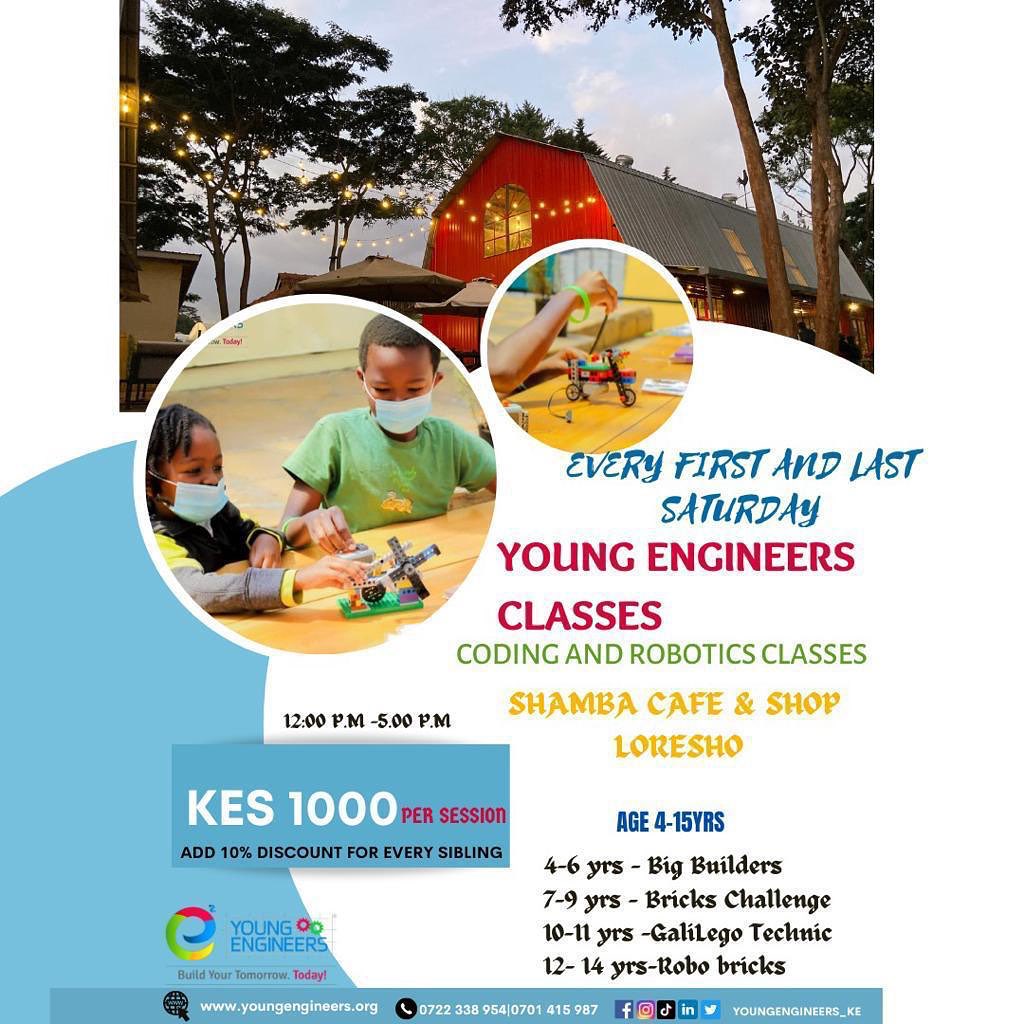 ow. Today!
EVERY FIRST AND LAST
SATURDAY
YOUNG ENGINEERS
CLASSES
CODING AND ROBOTICS CLASSES
SHAMBA CAFE & SHOP
LORESHO
12:00 P.M -5.00 P.M
KES 1000 PER SESSION
ADD 10% DISCOUNT FOR EVERY SIBLING
AGE 4-15YRS
4-6 yrs - Big Builders
7-9 yrs - Bricks Challenge
10-11 yrs -GaliLego Technic
12- 14 yrs-Robo bricks
e2 YOUNG
ENGINEERS
Build Your Tomorrow. Today!
www.youngengineers.org 0722 338 954|0701 415 987 YOUNGENGINEERS_KE